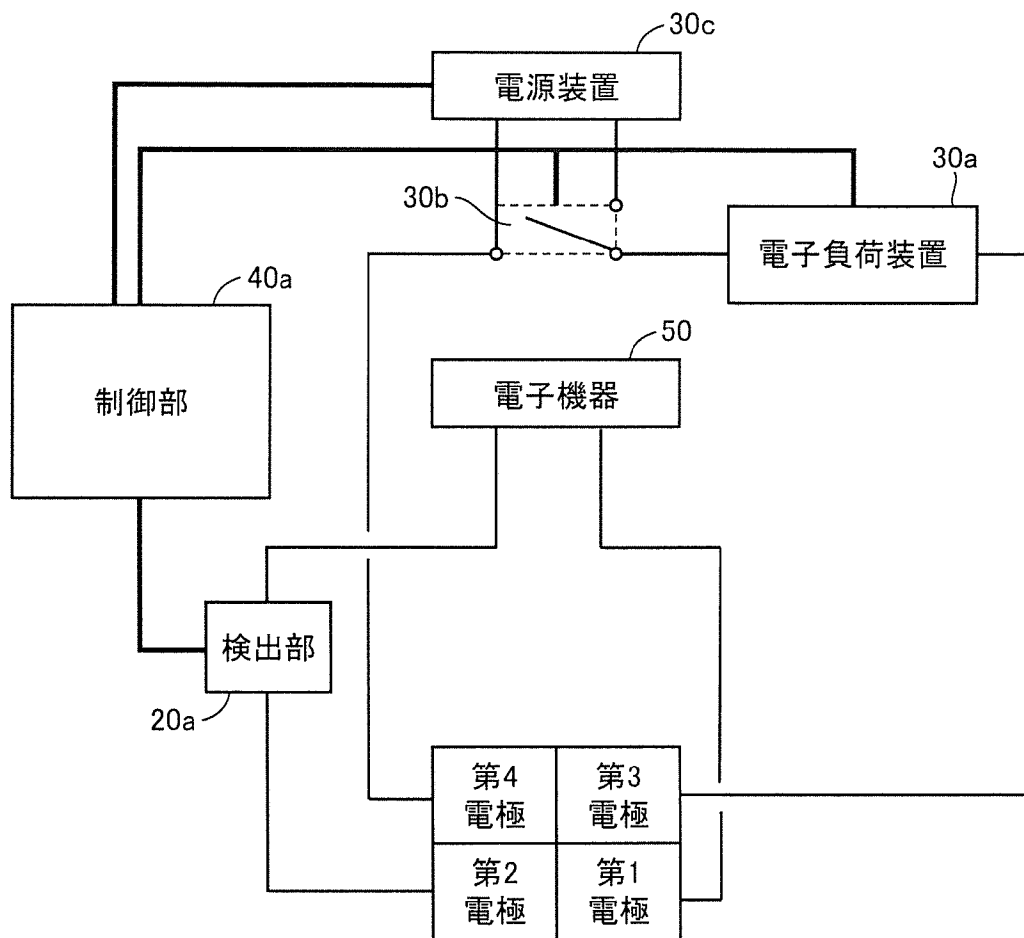 30c
電源装置
30a
30b
電子負荷装置
40a
50
制御部
電子機器
検出部
20a
第4
電極
第3
電極
第2
電極
第1
電極